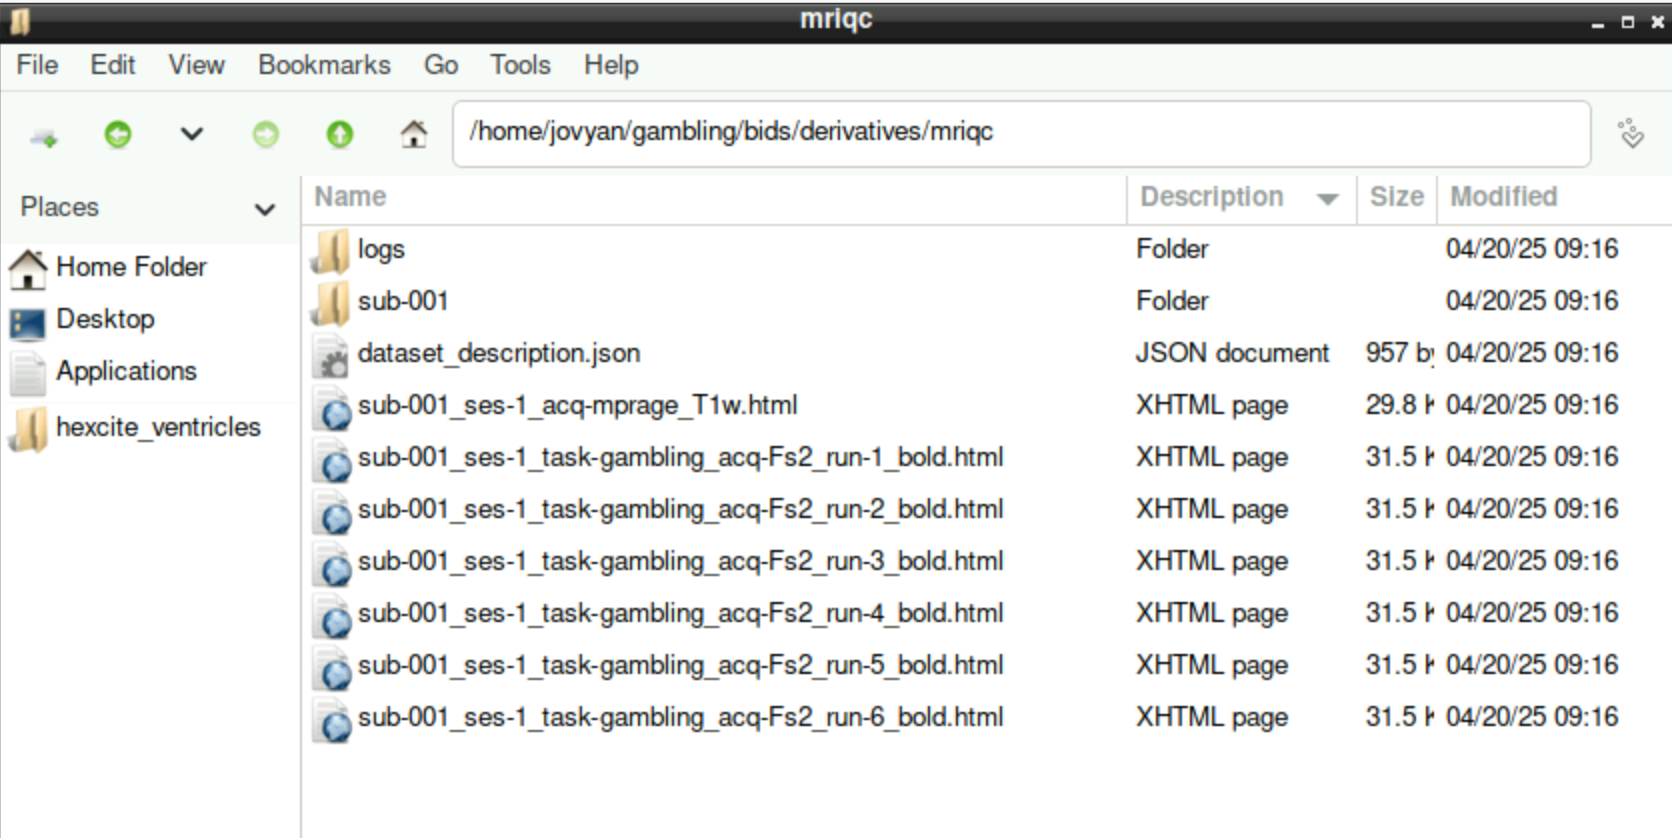 mriqc
File Edit View Bookmarks Go Tools Help
/home/jovyan/gambling/bids/derivatives/mriqc
Places
Home Folder
Desktop
Applications
hexcite_ventricles
Name Description Size Modified
logs Folder 04/20/25 09:16
sub-001 Folder 04/20/25 09:16
dataset_description.json JSON document 957 04/20/25 09:16
sub-001_ses-1_acq-mprage_T1w.html XHTML page 29.8 04/20/25 09:16
sub-001_ses-1_task-gambling_acq-Fs2_run-1_bold.html XHTML page 31.5 04/20/25 09:16
sub-001_ses-1_task-gambling_acq-Fs2_run-2_bold.html XHTML page 31.5 04/20/25 09:16
sub-001_ses-1_task-gambling_acq-Fs2_run-3_bold.html XHTML page 31.5 04/20/25 09:16
sub-001_ses-1_task-gambling_acq-Fs2_run-4_bold.html XHTML page 31.5 04/20/25 09:16
sub-001_ses-1_task-gambling_acq-Fs2_run-5_bold.html XHTML page 31.5 04/20/25 09:16
sub-001_ses-1_task-gambling_acq-Fs2_run-6_bold.html XHTML page 31.5 04/20/25 09:16